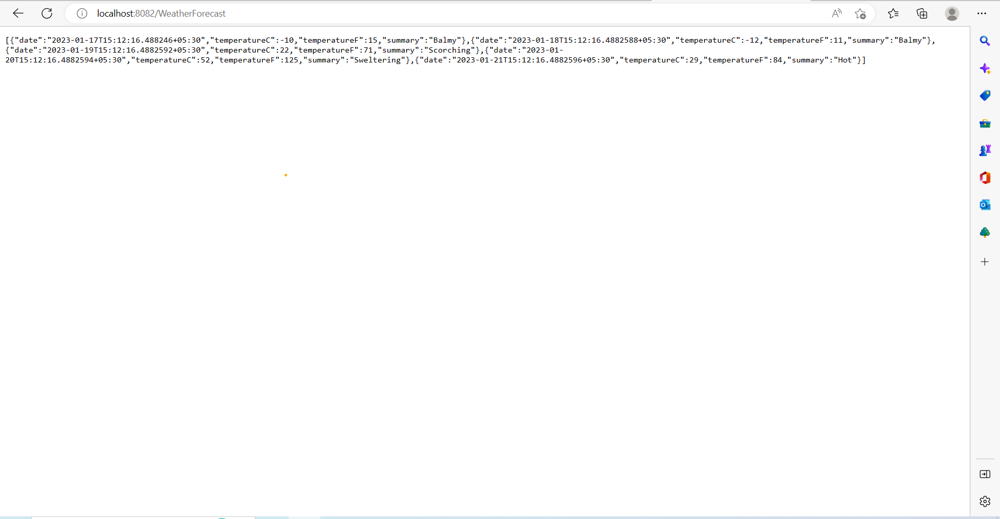 localhost:8082/WeatherForecast
[{"date":"2023-01-17T15:12:16.488246+05:30","temperatureC":-10,"temperatureF":15,"summary":"Balmy"},{"date":"2023-01-18T15:12:16.4882588+05:30","temperatureC":-12,"temperatureF":11,"summary":"Balmy"},
{"date":"2023-01-19T15:12:16.4882592+05:30","temperatureC":22,"temperatureF":71,"summary":"Scorching"},{"date":"2023-01-
20T15:12:16.4882594+05:30","temperatureC":52,"temperatureF":125,"summary":"Sweltering"},{"date":"2023-01-21T15:12:16.4882596+05:30","temperatureC":29,"temperatureF":84,"summary":"Hot"}]